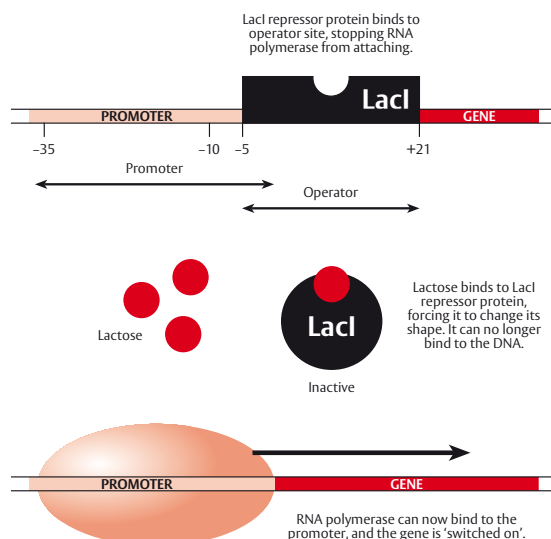 LacI repressor protein binds to
operator site, stopping RNA
polymerase from attaching.
LacI
PROMOTER
GENE
–35
–10
–5
+21
Promoter
Operator
Lactose
LacI
Inactive
Lactose binds to LacI
repressor protein,
forcing it to change its
shape. It can no longer
bind to the DNA.
PROMOTER
GENE
RNA polymerase can now bind to the
promoter, and the gene is ‘switched on’.